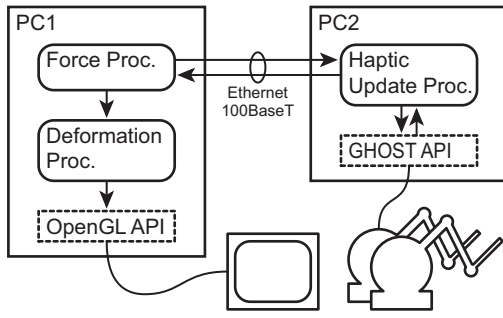 PC1
Force Proc.
Deformation
Proc.
OpenGL API
Ethernet
100BaseT
PC2
Haptic
Update Proc.
GHOST API